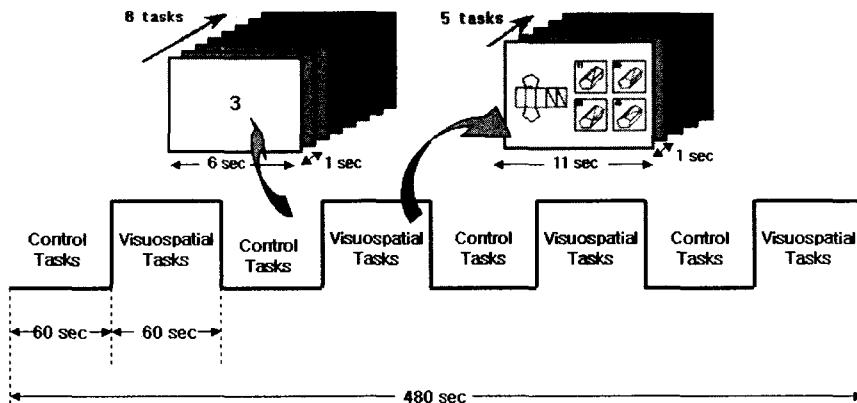 8 tasks
5 tasks
3
6 sec
1 sec
11 sec
1 sec
Control Tasks
Visuospatial Tasks
Control Tasks
Visuospatial Tasks
Control Tasks
Visuospatial Tasks
Control Tasks
Visuospatial Tasks
60 sec
60 sec
480 sec